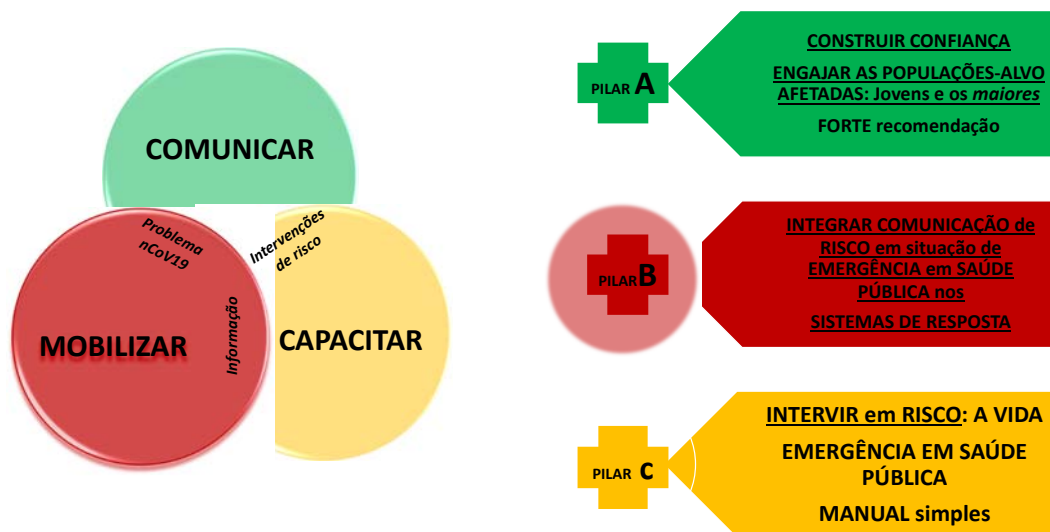 COMUNICAR
Problema
nCoV19
Intervenções
de risco
MOBILIZAR
Informação
CAPACITAR
PILAR A
CONSTRUIR CONFIANÇA
ENGAJAR AS POPULAÇÕES-ALVO
AFETADAS: Jovens e os maiores
FORTE recomendação
PILAR B
INTEGRAR COMUNICAÇÃO de
RISCO em situação de
EMERGÊNCIA em SAÚDE
PÚBLICA nos
SISTEMAS DE RESPOSTA
PILAR c
INTERVIR em RISCO: A VIDA
EMERGÊNCIA EM SAÚDE
PÚBLICA
MANUAL simples